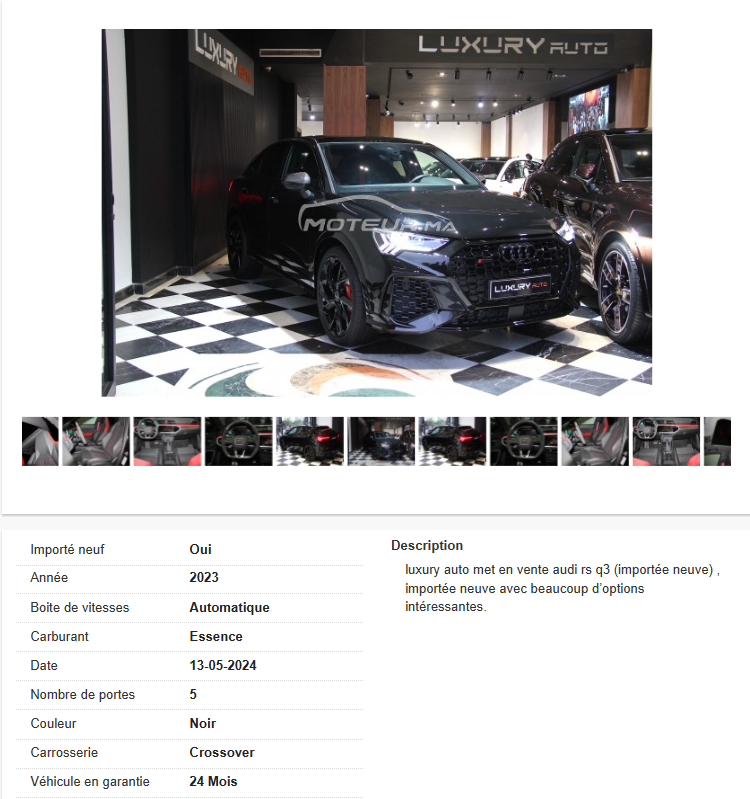 LUXURY AUTO
LUXURY AUTO
MOTEUR.MA
LUXURY AUTO
Importé neuf Oui
Année 2023
Boite de vitesses Automatique
Carburant Essence
Date 13-05-2024
Nombre de portes 5
Couleur Noir
Carrosserie Crossover
Véhicule en garantie 24 Mois
Description
luxury auto met en vente audi rs q3 (importée neuve) ,
importée neuve avec beaucoup d’options
intéressantes.